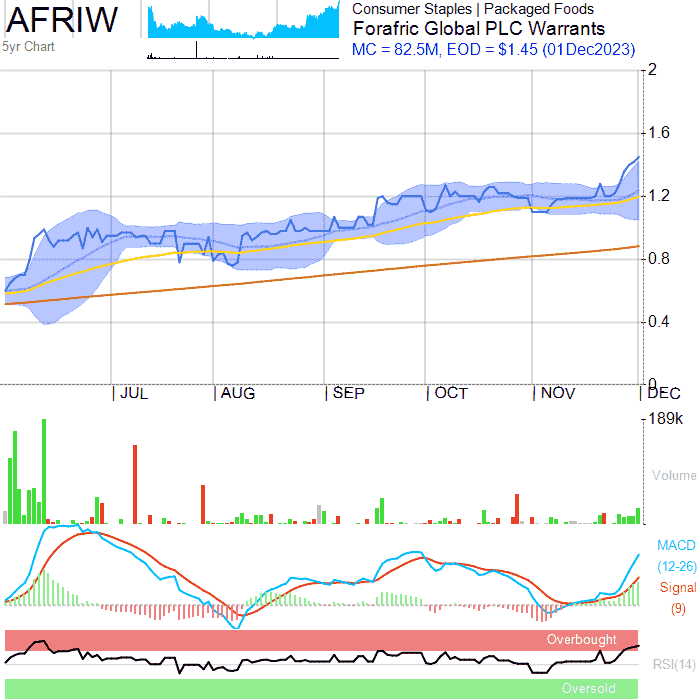 AFRIW
5yr Chart
Consumer Staples | Packaged Foods
Forafric Global PLC Warrants
MC = 82.5M, EOD = $1.45 (01Dec2023)
2
1.6
1.2
0.8
0.4
0
JUL AUG SEP OCT NOV DEC
189k
Volume
MACD
(12-26)
Signal
(9)
Overbought
RSI(14)
Oversold